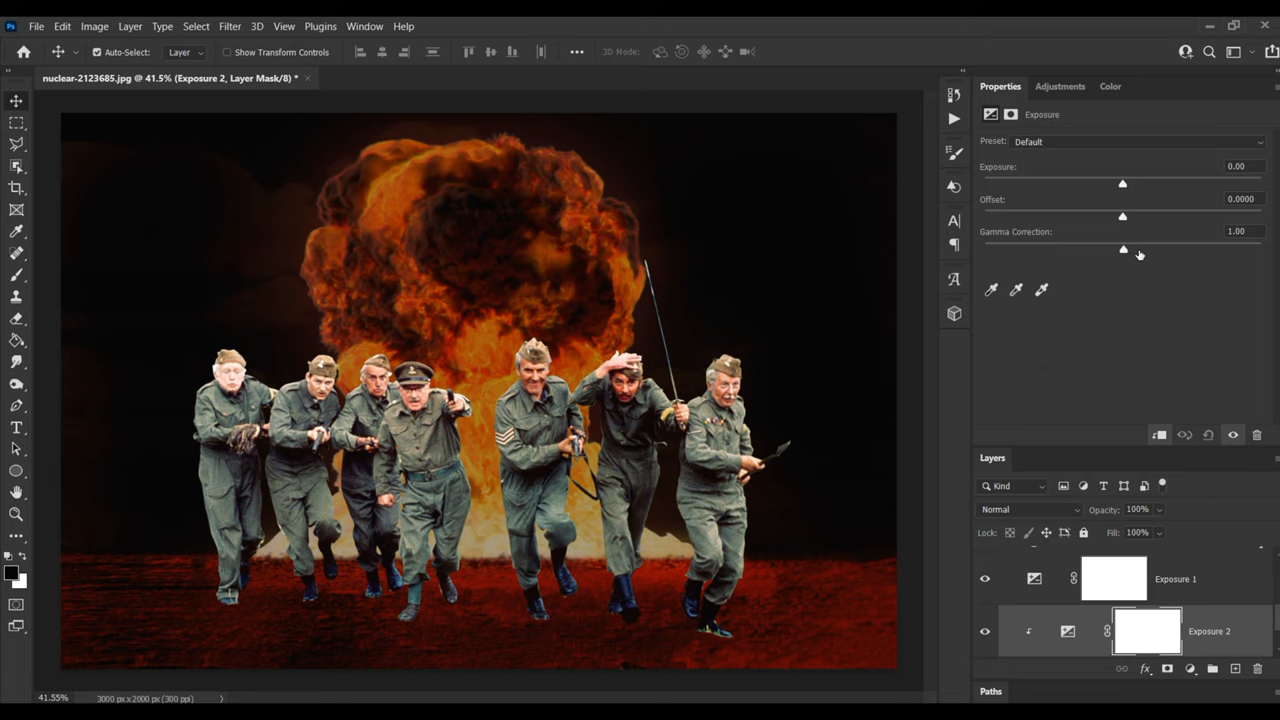 Ps File Edit Image Layer Type Select Filter 3D View Plugins Window Help
Auto-Select: Layer Show Transform Controls 3D Mode:
nuclear-2123685.jpg @ 41.5% (Exposure 2, Layer Mask/8) * ×
Properties Adjustments Color
Exposure
Preset: Default
Exposure: 0.00
Offset: 0.0000
Gamma Correction: 1.00
Layers
Kind
Normal Opacity: 100%
Lock: Fill: 100%
Exposure 1
Exposure 2
fx
Paths
41.55% 3000 px x 2000 px (300 ppi)